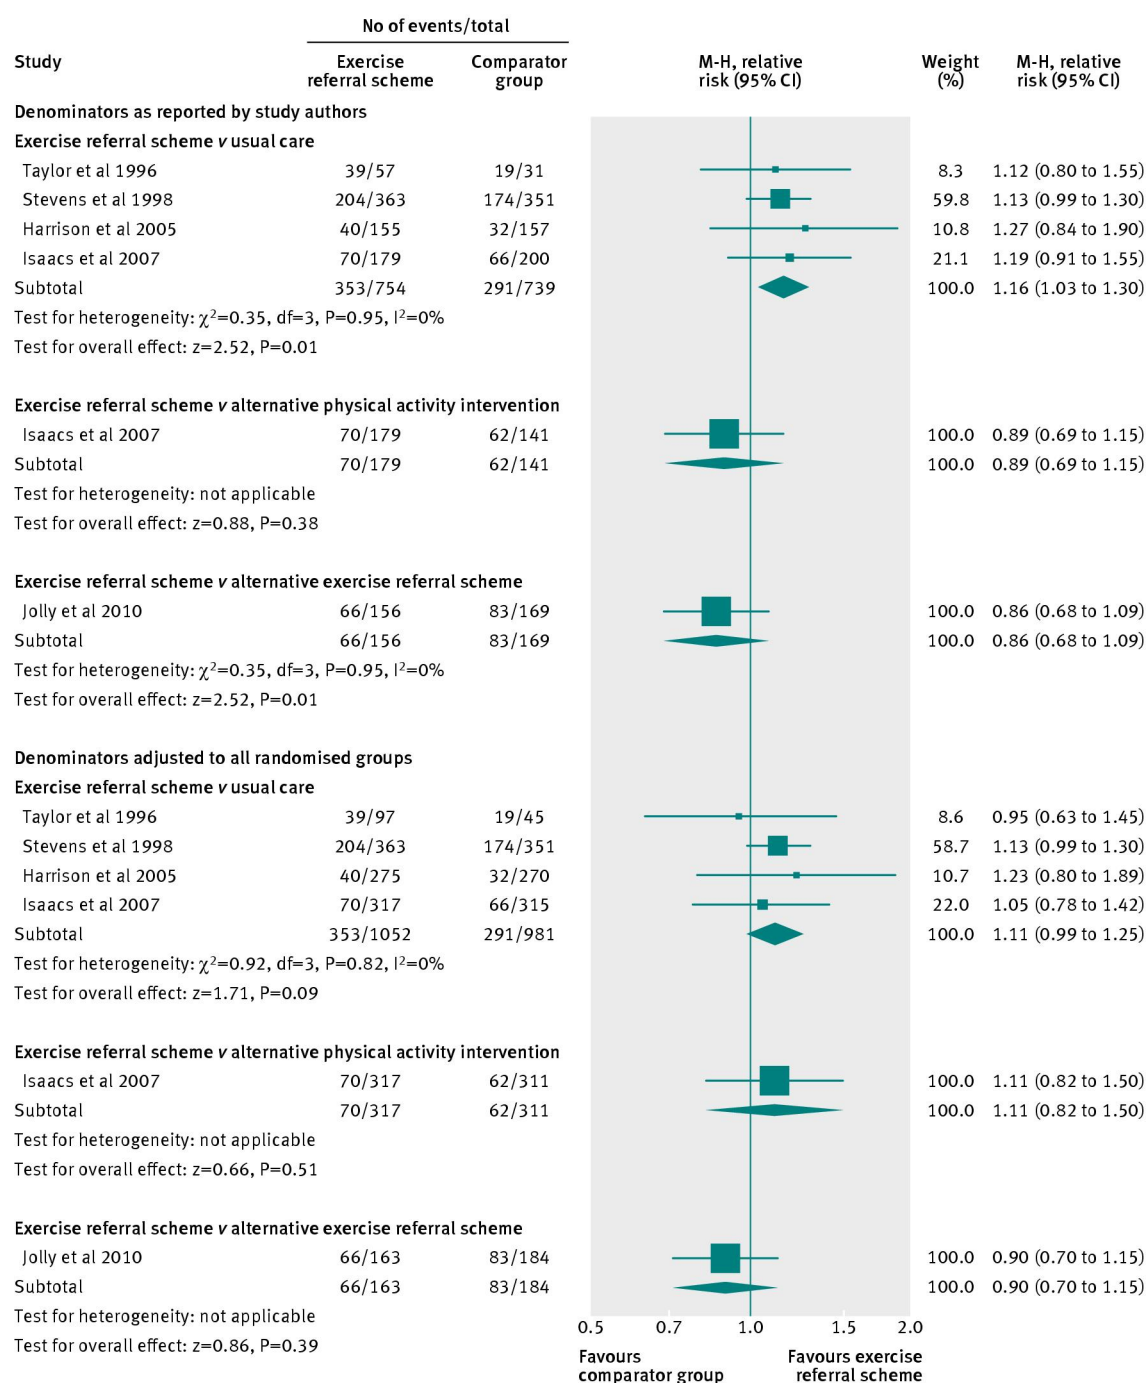 No of events/total
Study Exercise referral scheme Comparator group M-H, relative risk (95% CI) Weight (%) M-H, relative risk (95% CI)
Denominators as reported by study authors
Exercise referral scheme v usual care
Taylor et al 1996 39/57 19/31 8.3 1.12 (0.80 to 1.55)
Stevens et al 1998 204/363 174/351 59.8 1.13 (0.99 to 1.30)
Harrison et al 2005 40/155 32/157 10.8 1.27 (0.84 to 1.90)
Isaacs et al 2007 70/179 66/200 21.1 1.19 (0.91 to 1.55)
Subtotal 353/754 291/739 100.0 1.16 (1.03 to 1.30)
Test for heterogeneity: χ²=0.35, df=3, P=0.95, I²=0%
Test for overall effect: z=2.52, P=0.01
Exercise referral scheme v alternative physical activity intervention
Isaacs et al 2007 70/179 62/141 100.0 0.89 (0.69 to 1.15)
Subtotal 70/179 62/141 100.0 0.89 (0.69 to 1.15)
Test for heterogeneity: not applicable
Test for overall effect: z=0.88, P=0.38
Exercise referral scheme v alternative exercise referral scheme
Jolly et al 2010 66/156 83/169 100.0 0.86 (0.68 to 1.09)
Subtotal 66/156 83/169 100.0 0.86 (0.68 to 1.09)
Test for heterogeneity: χ²=0.35, df=3, P=0.95, I²=0%
Test for overall effect: z=2.52, P=0.01
Denominators adjusted to all randomised groups
Exercise referral scheme v usual care
Taylor et al 1996 39/97 19/45 8.6 0.95 (0.63 to 1.45)
Stevens et al 1998 204/363 174/351 58.7 1.13 (0.99 to 1.30)
Harrison et al 2005 40/275 32/270 10.7 1.23 (0.80 to 1.89)
Isaacs et al 2007 70/317 66/315 22.0 1.05 (0.78 to 1.42)
Subtotal 353/1052 291/981 100.0 1.11 (0.99 to 1.25)
Test for heterogeneity: χ²=0.92, df=3, P=0.82, I²=0%
Test for overall effect: z=1.71, P=0.09
Exercise referral scheme v alternative physical activity intervention
Isaacs et al 2007 70/317 62/311 100.0 1.11 (0.82 to 1.50)
Subtotal 70/317 62/311 100.0 1.11 (0.82 to 1.50)
Test for heterogeneity: not applicable
Test for overall effect: z=0.66, P=0.51
Exercise referral scheme v alternative exercise referral scheme
Jolly et al 2010 66/163 83/184 100.0 0.90 (0.70 to 1.15)
Subtotal 66/163 83/184 100.0 0.90 (0.70 to 1.15)
Test for heterogeneity: not applicable
Test for overall effect: z=0.86, P=0.39
0.5 0.7 1.0 1.5 2.0
Favours comparator group Favours exercise referral scheme